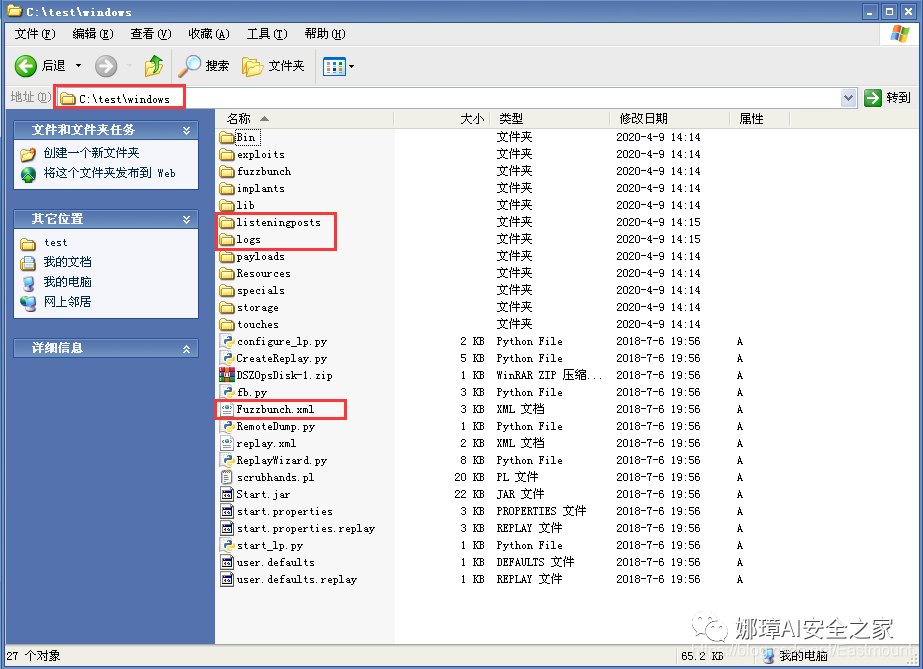 C:\test\windows
文件(F) 编辑(E) 查看(V) 收藏(A) 工具(T) 帮助(H)
后退 搜索 文件夹
地址(D) C:\test\windows 转到
文件和文件夹任务
创建一个新文件夹
将这个文件夹发布到 Web
其它位置
test
我的文档
我的电脑
网上邻居
详细信息
名称 大小 类型 修改日期 属性
Bin 文件夹 2020-4-9 14:14
exploits 文件夹 2020-4-9 14:14
fuzzbunch 文件夹 2020-4-9 14:14
implants 文件夹 2020-4-9 14:14
lib 文件夹 2020-4-9 14:14
listeningposts 文件夹 2020-4-9 14:15
logs 文件夹 2020-4-9 14:15
payloads 文件夹 2020-4-9 14:14
Resources 文件夹 2020-4-9 14:14
specials 文件夹 2020-4-9 14:14
storage 文件夹 2020-4-9 14:14
touches 文件夹 2020-4-9 14:14
configure_lp.py 2 KB Python File 2018-7-6 19:56 A
CreateReplay.py 5 KB Python File 2018-7-6 19:56 A
DSZOpsDisk-1.zip 1 KB WinRAR ZIP 压缩... 2018-7-6 19:56 A
fb.py 3 KB Python File 2018-7-6 19:56 A
Fuzzbunch.xml 3 KB XML 文档 2018-7-6 19:56 A
RemoteDump.py 1 KB Python File 2018-7-6 19:56 A
replay.xml 2 KB XML 文档 2018-7-6 19:56 A
ReplayWizard.py 8 KB Python File 2018-7-6 19:56 A
scrubhands.pl 20 KB PL 文件 2018-7-6 19:56 A
Start.jar 22 KB JAR 文件 2018-7-6 19:56 A
start.properties 3 KB PROPERTIES 文件 2018-7-6 19:56 A
start.properties.replay 3 KB REPLAY 文件 2018-7-6 19:56 A
start_lp.py 1 KB Python File 2018-7-6 19:56 A
user.defaults 1 KB DEFAULTS 文件 2018-7-6 19:56 A
user.defaults.replay 1 KB REPLAY 文件 2018-7-6 19:56 A
娜璋AI安全之家
27 个对象 65.2 KB 我的电脑